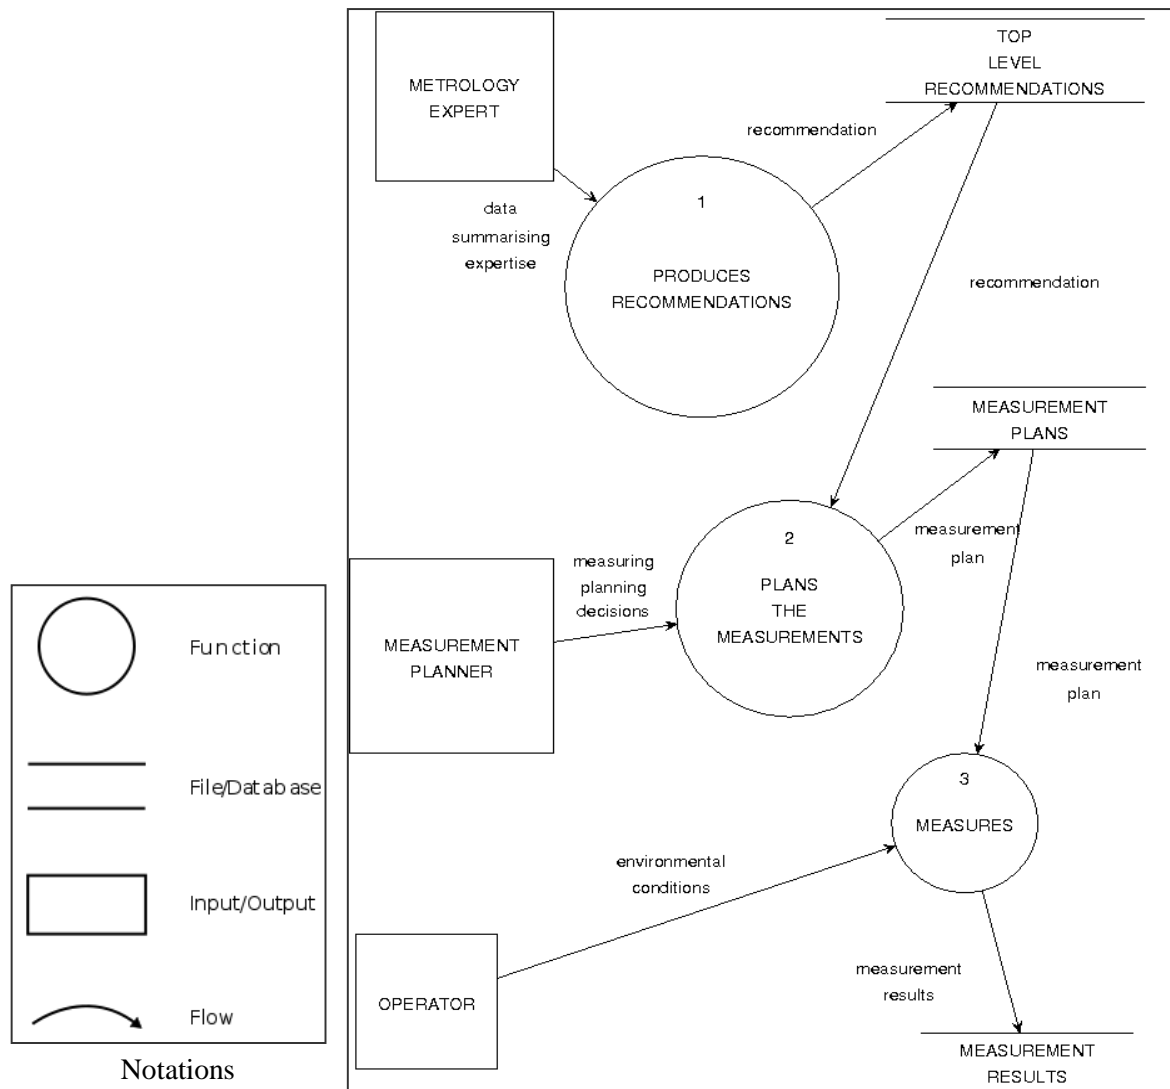 METROLOGY
EXPERT
TOP
LEVEL
RECOMMENDATIONS
recommendation
data
summarising
expertise
1
PRODUCES
RECOMMENDATIONS
recommendation
MEASUREMENT
PLANS
measurement
plan
2
PLANS
THE
MEASUREMENTS
measuring
planning
decisions
MEASUREMENT
PLANNER
measurement
plan
3
MEASURES
environmental
conditions
OPERATOR
measurement
results
MEASUREMENT
RESULTS
Function
File/Database
Input/Output
Flow
Notations